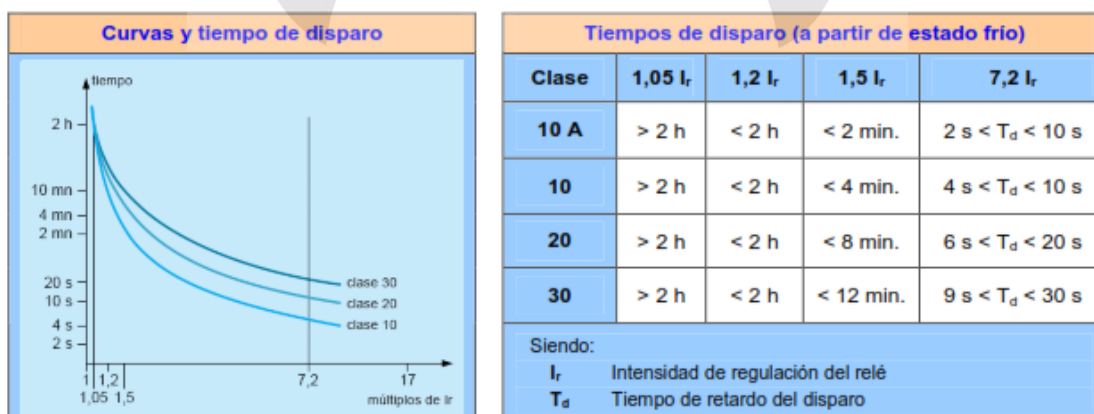 Curvas y tiempo de disparo
tiempo
2 h
10 mn
4 mn
2 mn
20 s
10 s
4 s
2 s
clase 30
clase 20
clase 10
1 1,2 7,2 17
1,05 1,5 múltiplos de Ir
Tiempos de disparo (a partir de estado frío)
Clase 1,05 Ir 1,2 Ir 1,5 Ir 7,2 Ir
10 A > 2 h < 2 h < 2 min. 2 s < Td < 10 s
10 > 2 h < 2 h < 4 min. 4 s < Td < 10 s
20 > 2 h < 2 h < 8 min. 6 s < Td < 20 s
30 > 2 h < 2 h < 12 min. 9 s < Td < 30 s
Siendo:
Ir Intensidad de regulación del relé
Td Tiempo de retardo del disparo